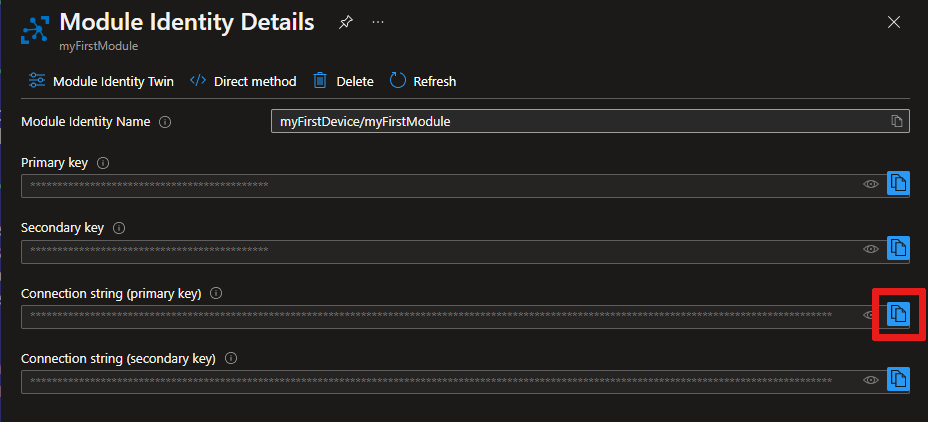 Module Identity Details
myFirstModule
Module Identity Twin Direct method Delete Refresh
Module Identity Name myFirstDevice/myFirstModule
Primary key
*******************************************
Secondary key
*******************************************
Connection string (primary key)
Connection string (secondary key)